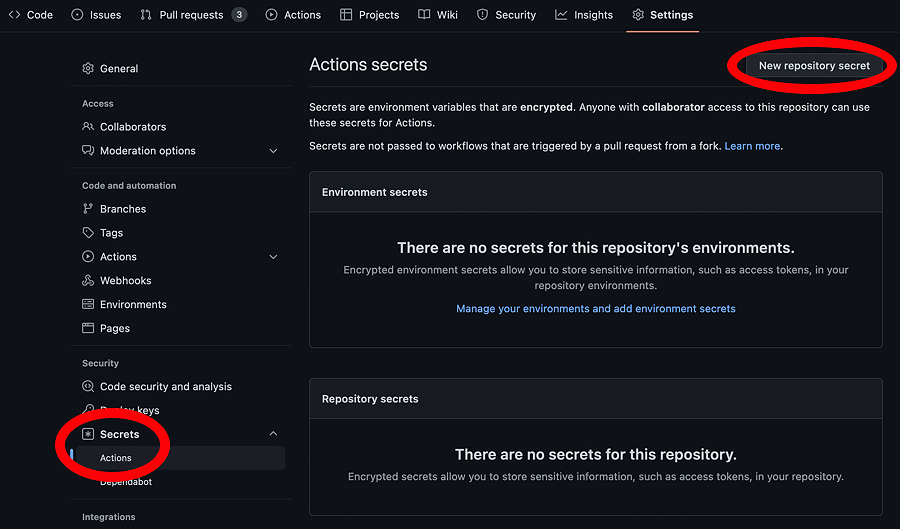 Code Issues Pull requests 3 Actions Projects Wiki Security Insights Settings
General
Access
Collaborators
Moderation options
Code and automation
Branches
Tags
Actions
Webhooks
Environments
Pages
Security
Code security and analysis
Deploy keys
Secrets
Actions
Dependabot
Integrations
Actions secrets
New repository secret
Secrets are environment variables that are encrypted. Anyone with collaborator access to this repository can use
these secrets for Actions.
Secrets are not passed to workflows that are triggered by a pull request from a fork. Learn more.
Environment secrets
There are no secrets for this repository's environments.
Encrypted environment secrets allow you to store sensitive information, such as access tokens, in your
repository environments.
Manage your environments and add environment secrets
Repository secrets
There are no secrets for this repository.
Encrypted secrets allow you to store sensitive information, such as access tokens, in your repository.